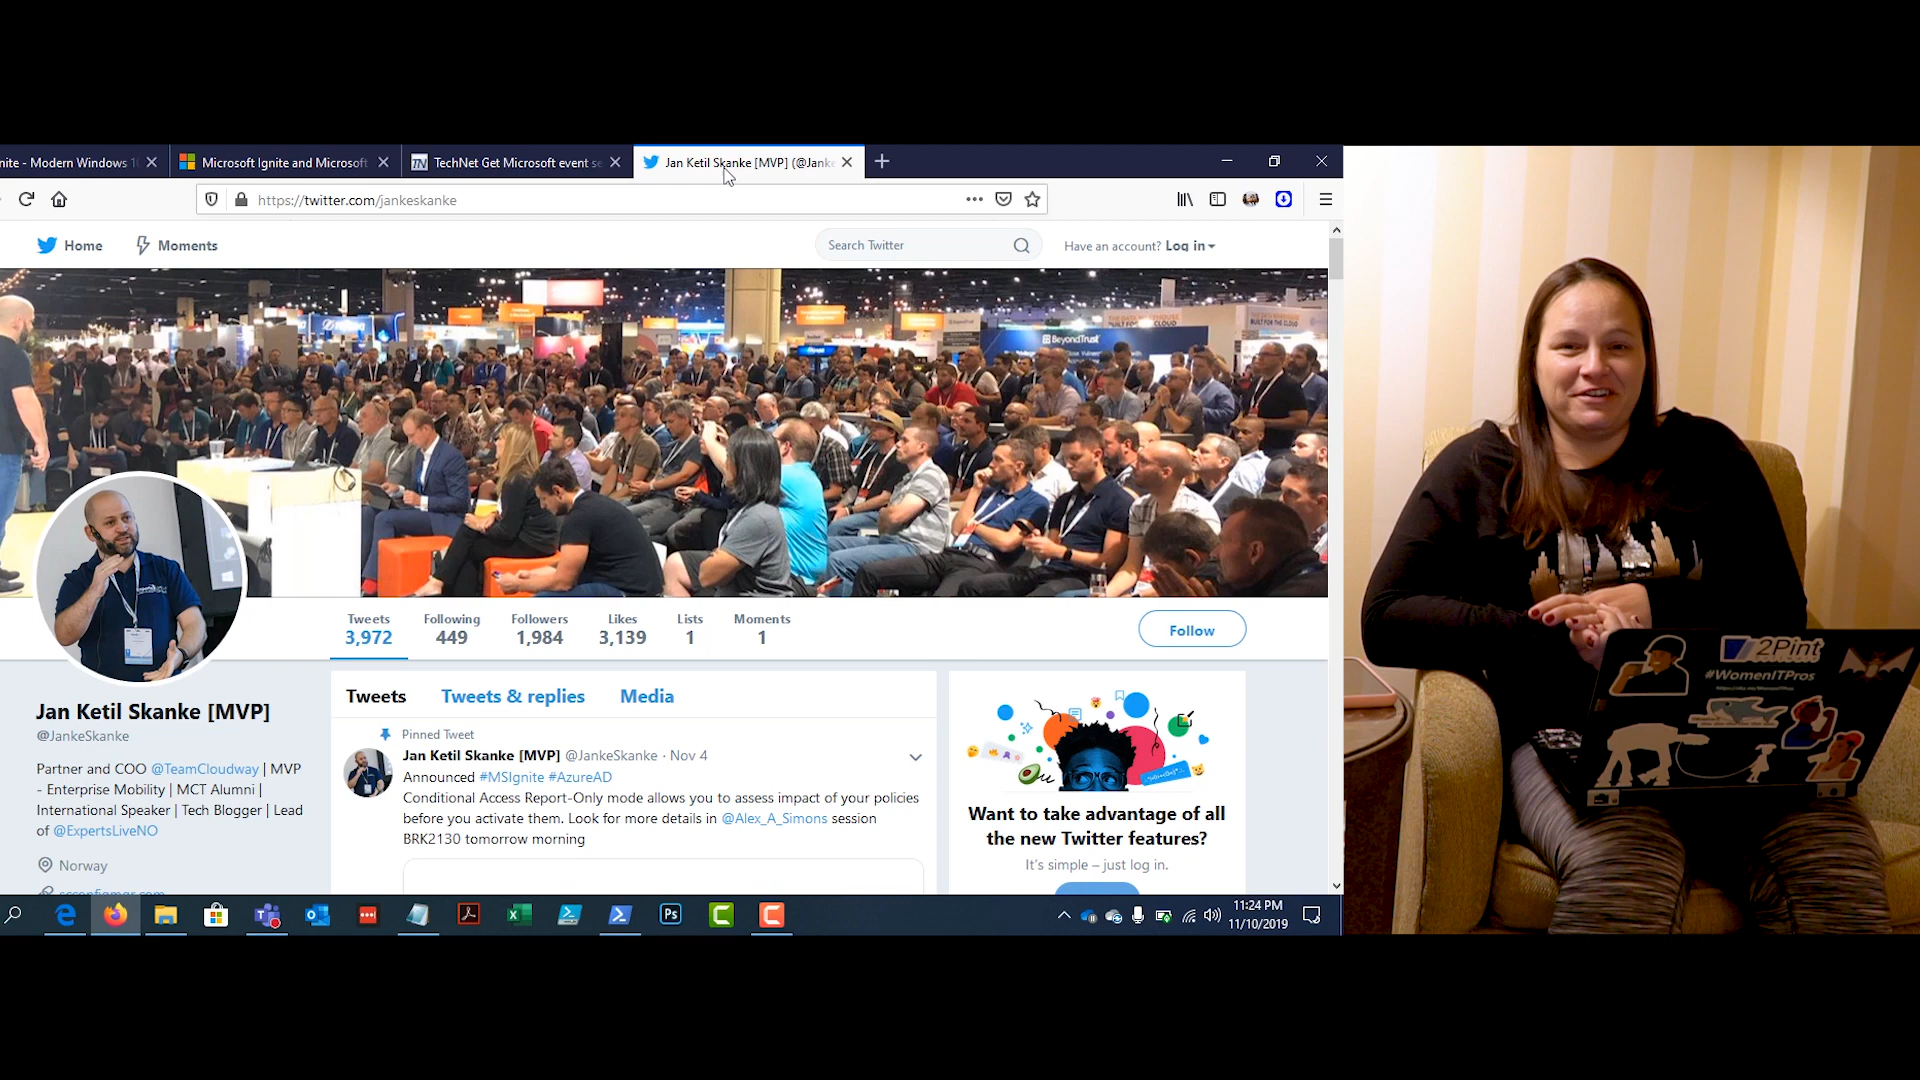 nite - Modern Windows 1
Microsoft Ignite and Microsoft
TechNet Get Microsoft event se
Jan Ketil Skanke [MVP] (@Janke
https://twitter.com/jankeskanke
Home
Moments
Search Twitter
Have an account? Log in
BeyondTrust
Tweets
3,972
Following
449
Followers
1,984
Likes
3,139
Lists
1
Moments
1
Follow
Jan Ketil Skanke [MVP]
@JankeSkanke
Partner and COO @TeamCloudway | MVP
- Enterprise Mobility | MCT Alumni |
International Speaker | Tech Blogger | Lead
of @ExpertsLiveNO
Norway
Tweets Tweets & replies Media
Pinned Tweet
Jan Ketil Skanke [MVP] @JankeSkanke · Nov 4
Announced #MSIgnite #AzureAD
Conditional Access Report-Only mode allows you to assess impact of your policies
before you activate them. Look for more details in @Alex_A_Simons session
BRK2130 tomorrow morning
Want to take advantage of all
the new Twitter features?
It's simple – just log in.
11:24 PM
11/10/2019
2Pint
#WomenITPros